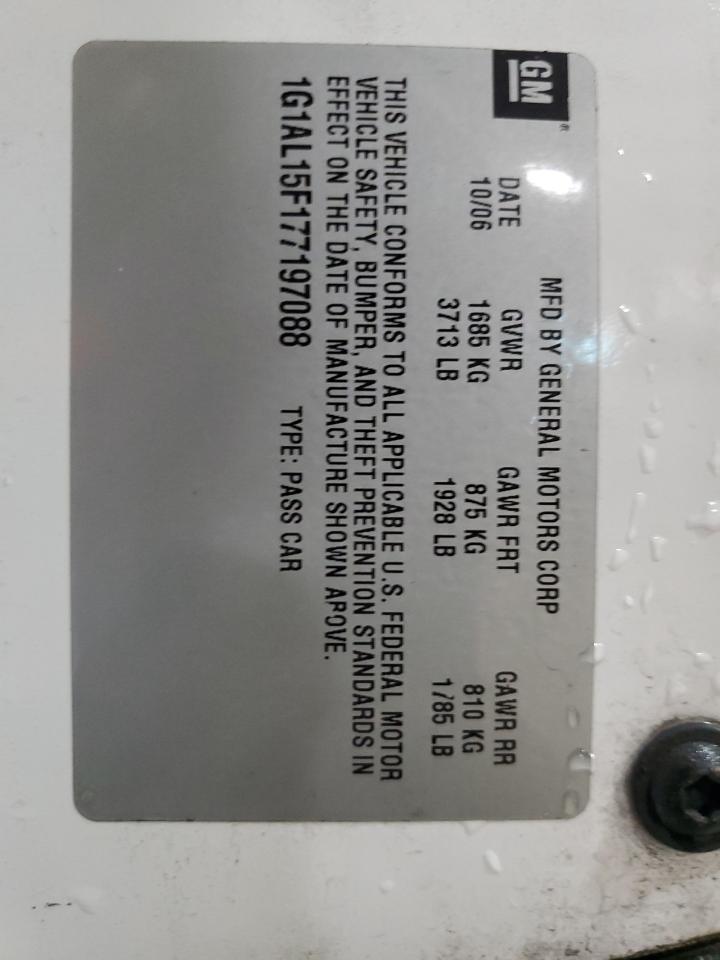 GM®
MFD BY GENERAL MOTORS CORP
DATE GVWR GAWR FRT GAWR RR
10/06 1685 KG 875 KG 810 KG
3713 LB 1928 LB 1785 LB
THIS VEHICLE CONFORMS TO ALL APPLICABLE U.S. FEDERAL MOTOR
VEHICLE SAFETY, BUMPER, AND THEFT PREVENTION STANDARDS IN
EFFECT ON THE DATE OF MANUFACTURE SHOWN ABOVE.
1G1AL15F177197088 TYPE: PASS CAR